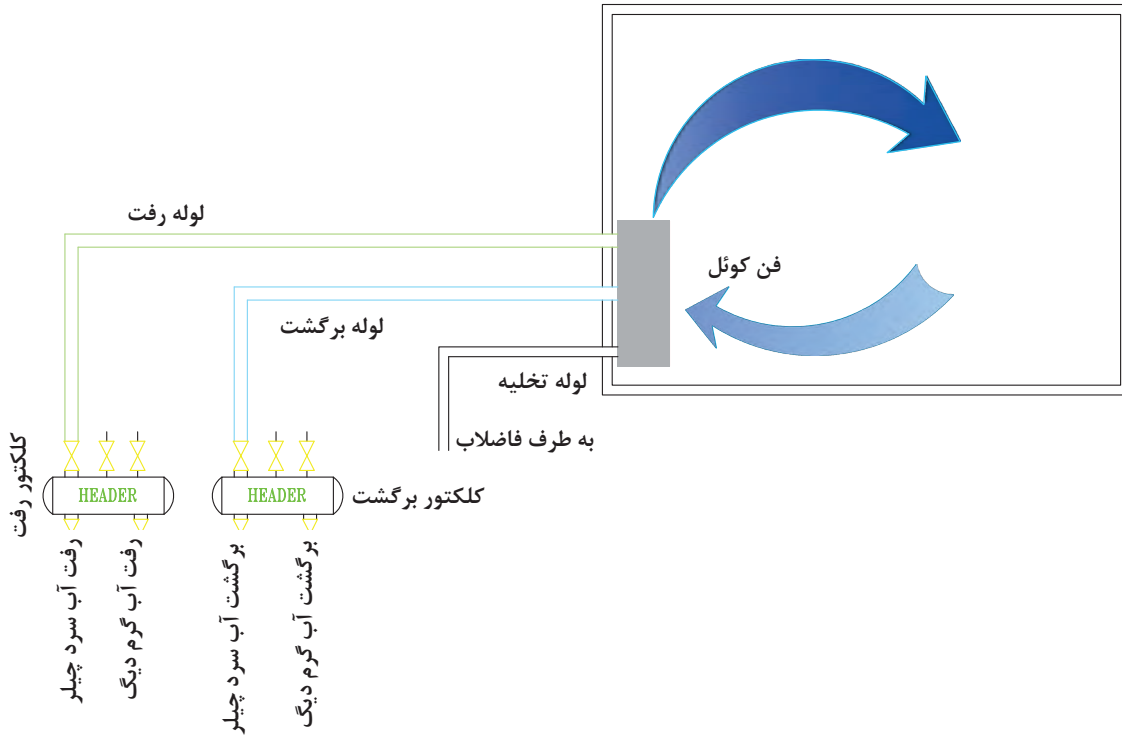 لوله رفت
فن کوئل
لوله برگشت
لوله تخلیه
به طرف فاضلاب
کلکتور رفت
HEADER
HEADER
کلکتور برگشت
رفت آب سرد چیلر
رفت آب گرم دیگ
برگشت آب سرد چیلر
برگشت آب گرم دیگ